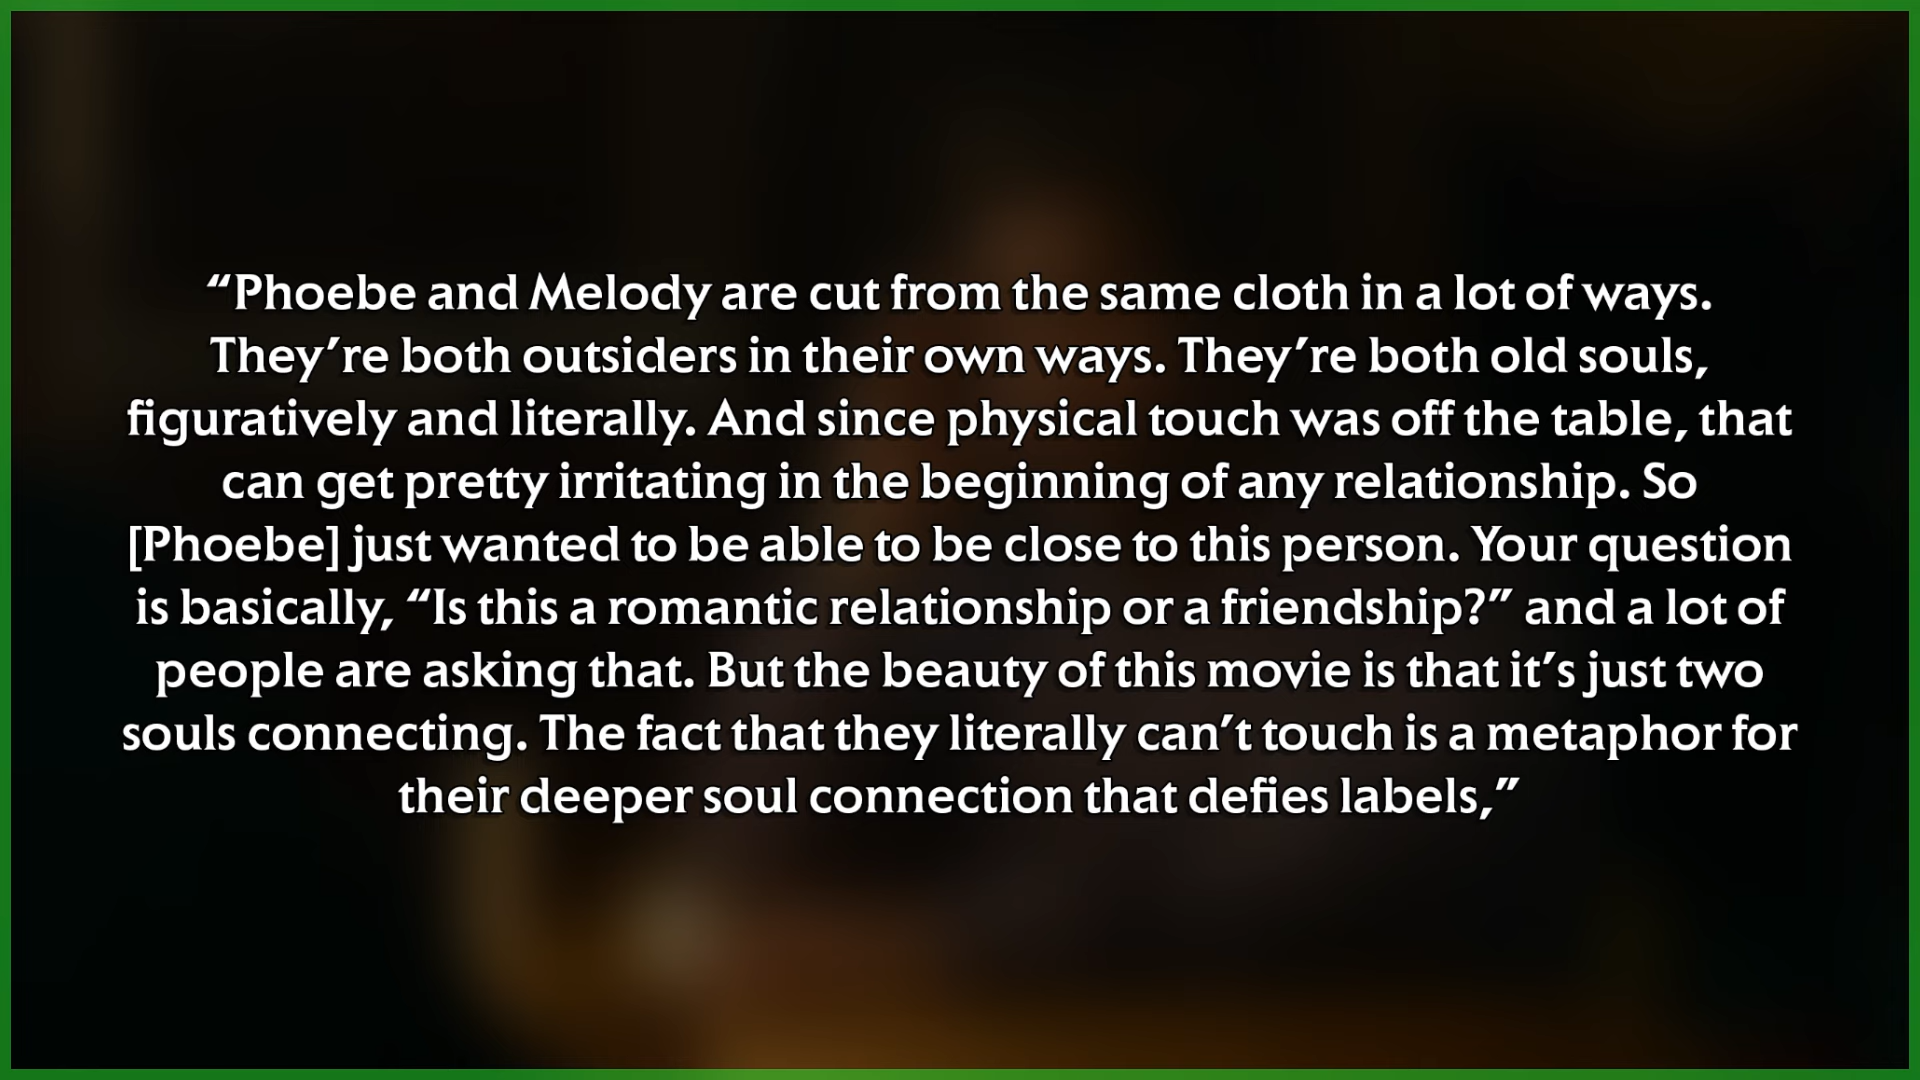 “Phoebe and Melody are cut from the same cloth in a lot of ways.
They’re both outsiders in their own ways. They’re both old souls,
figuratively and literally. And since physical touch was off the table, that
can get pretty irritating in the beginning of any relationship. So
[Phoebe] just wanted to be able to be close to this person. Your question
is basically, “Is this a romantic relationship or a friendship?” and a lot of
people are asking that. But the beauty of this movie is that it’s just two
souls connecting. The fact that they literally can’t touch is a metaphor for
their deeper soul connection that defies labels,”